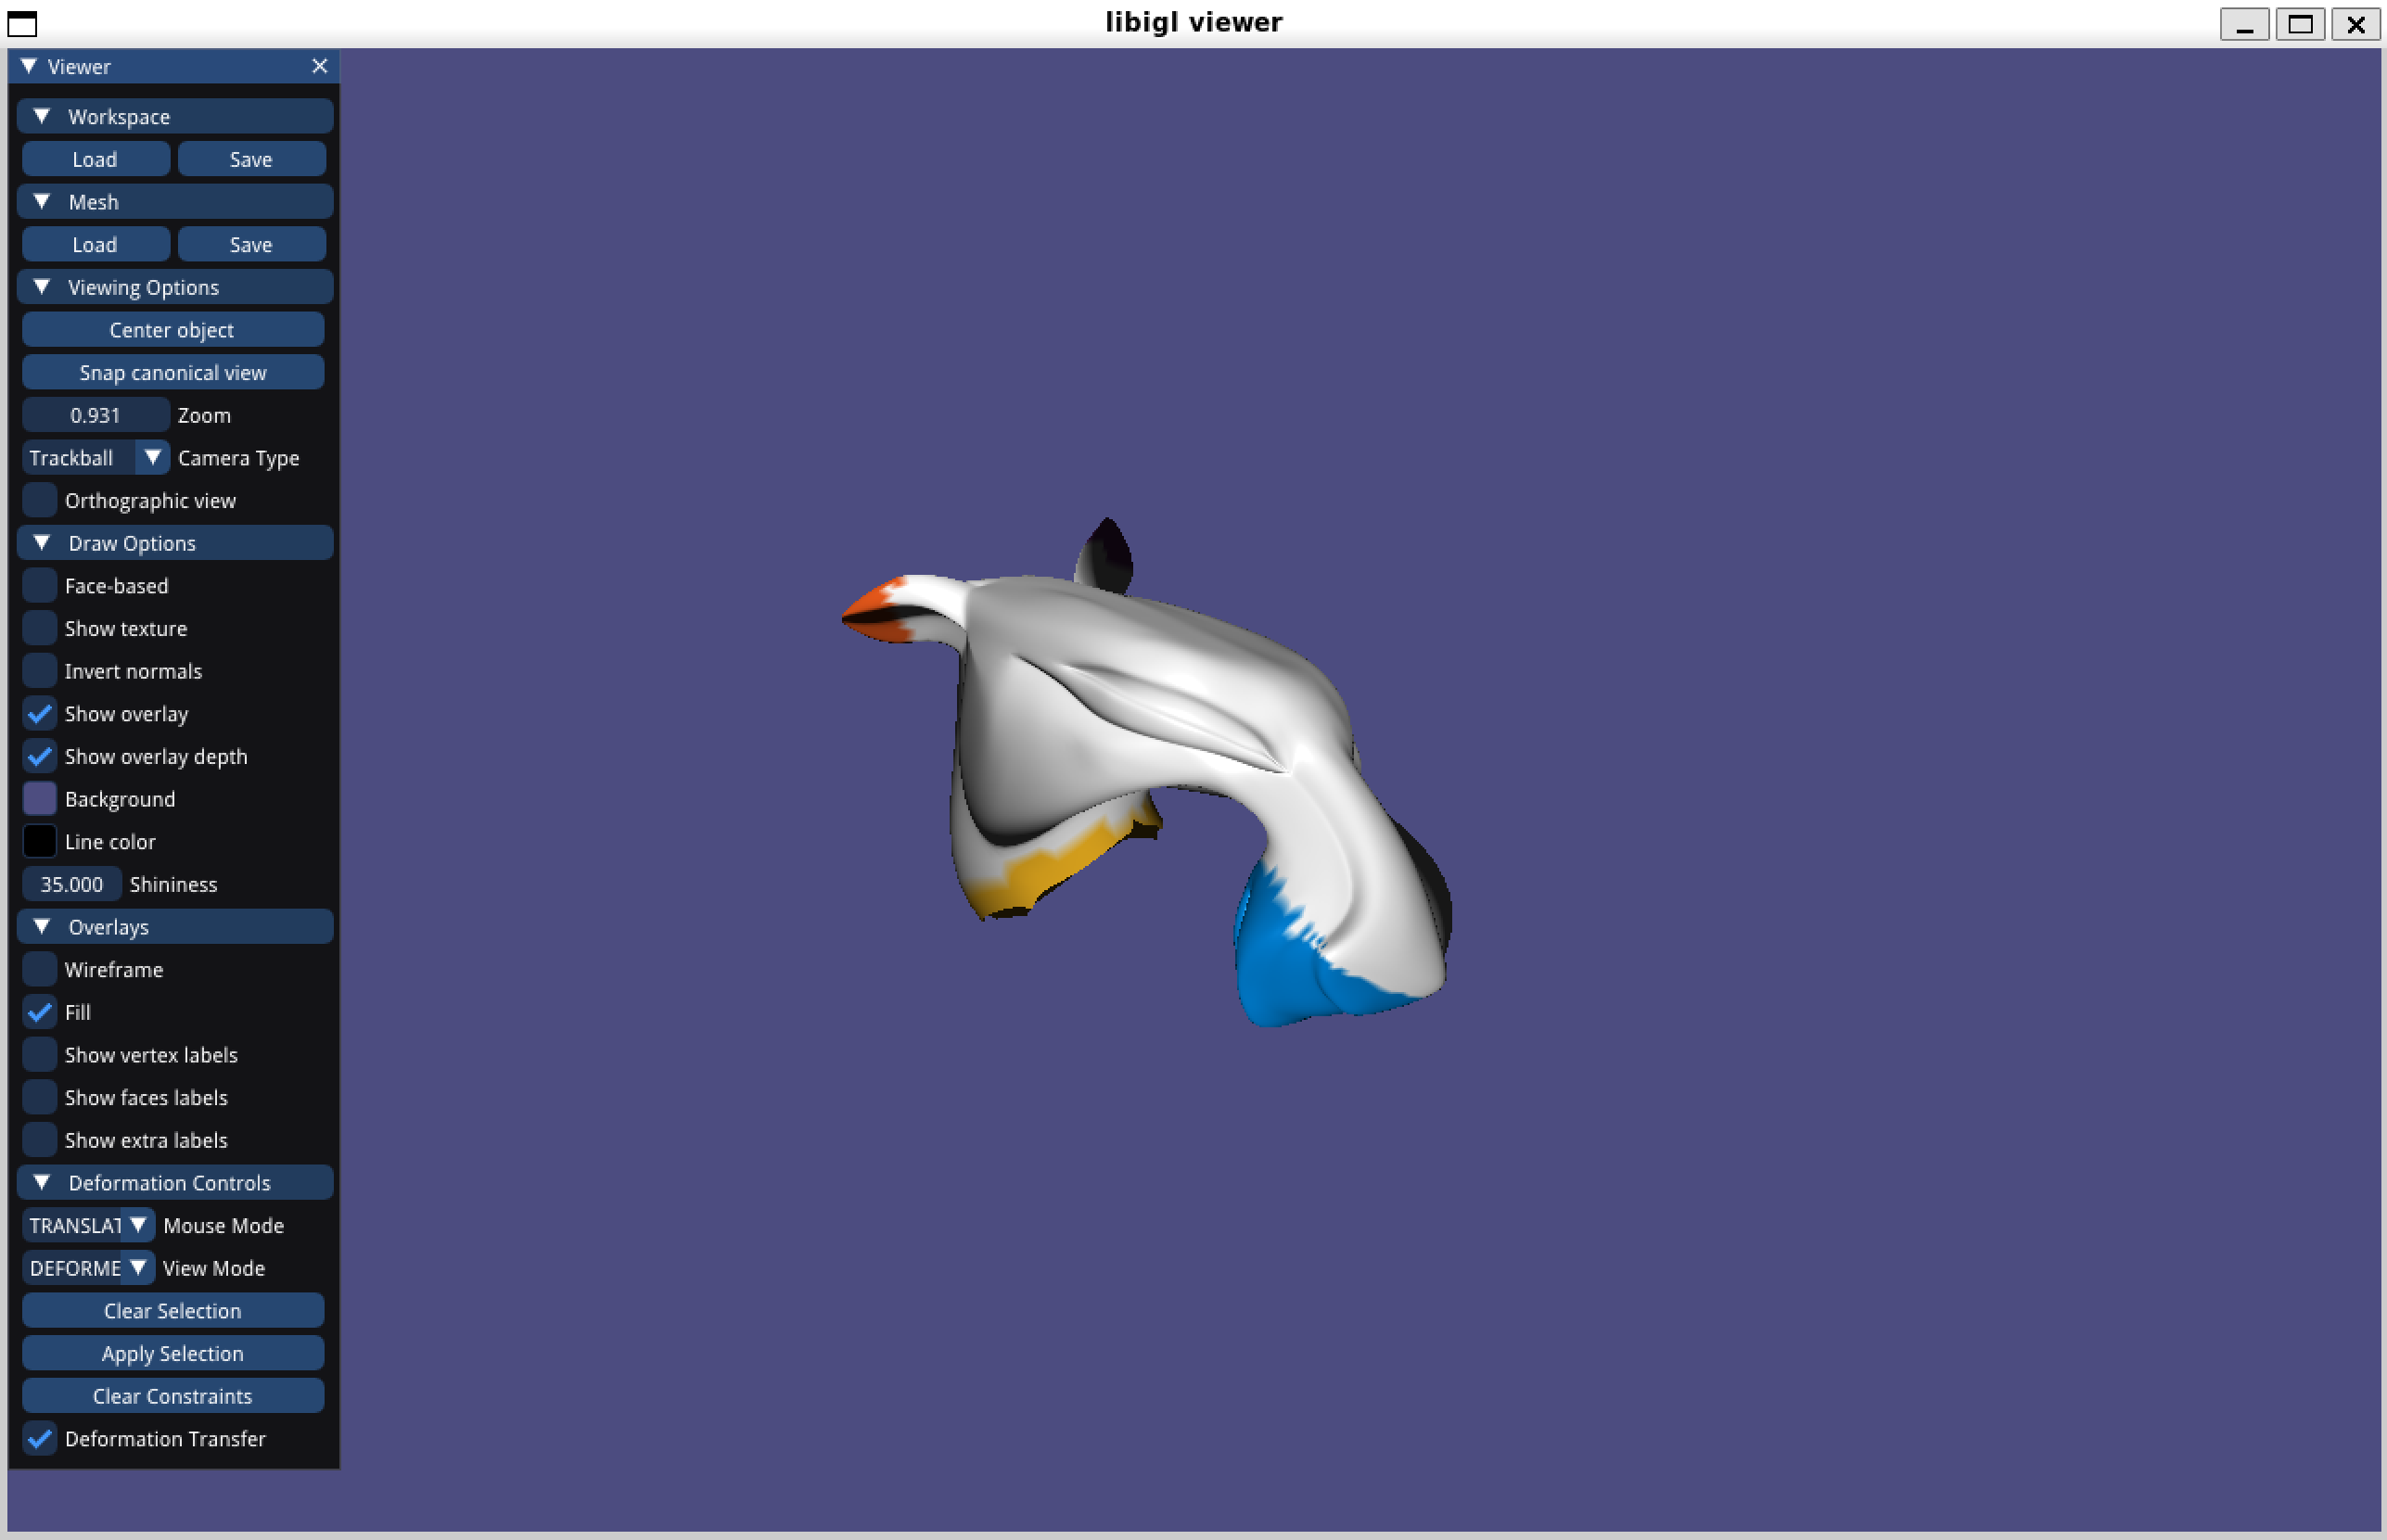 libigl viewer
Viewer
Workspace
Load Save
Mesh
Load Save
Viewing Options
Center object
Snap canonical view
0.931 Zoom
Trackball Camera Type
Orthographic view
Draw Options
Face-based
Show texture
Invert normals
Show overlay
Show overlay depth
Background
Line color
35.000 Shininess
Overlays
Wireframe
Fill
Show vertex labels
Show faces labels
Show extra labels
Deformation Controls
TRANSLAT Mouse Mode
DEFORME View Mode
Clear Selection
Apply Selection
Clear Constraints
Deformation Transfer